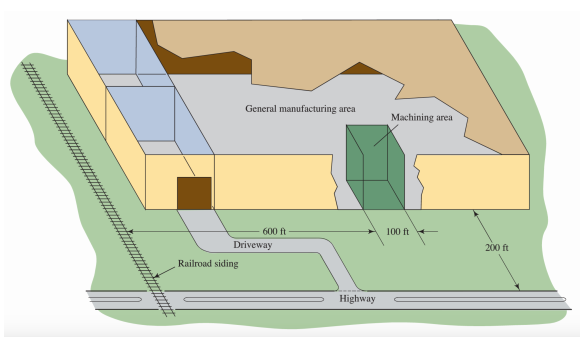 General manufacturing area
Machining area
600 ft
100 ft
200 ft
Driveway
Railroad siding
Highway